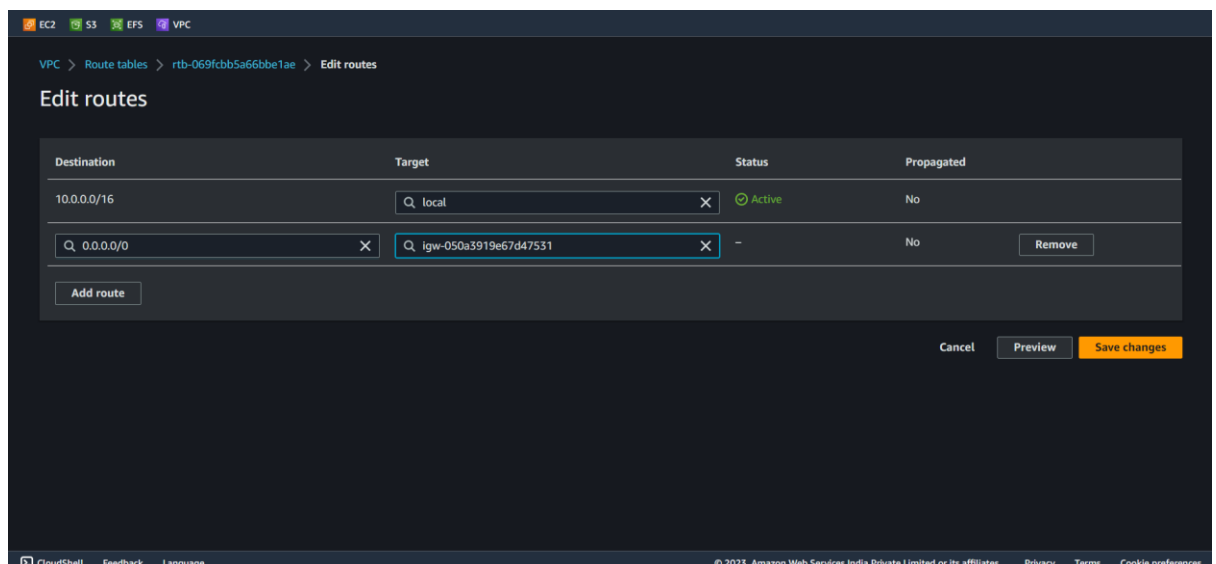 EC2 S3 EFS VPC
VPC > Route tables > rtb-069fcbb5a66bbe1ae > Edit routes
Edit routes
Destination Target Status Propagated
10.0.0.0/16 local Active No
0.0.0.0/0 igw-050a3919e67d47531 – No Remove
Add route
Cancel Preview Save changes
CloudShell Feedback Language © 2023, Amazon Web Services India Private Limited or its affiliates. Privacy Terms Cookie preferences